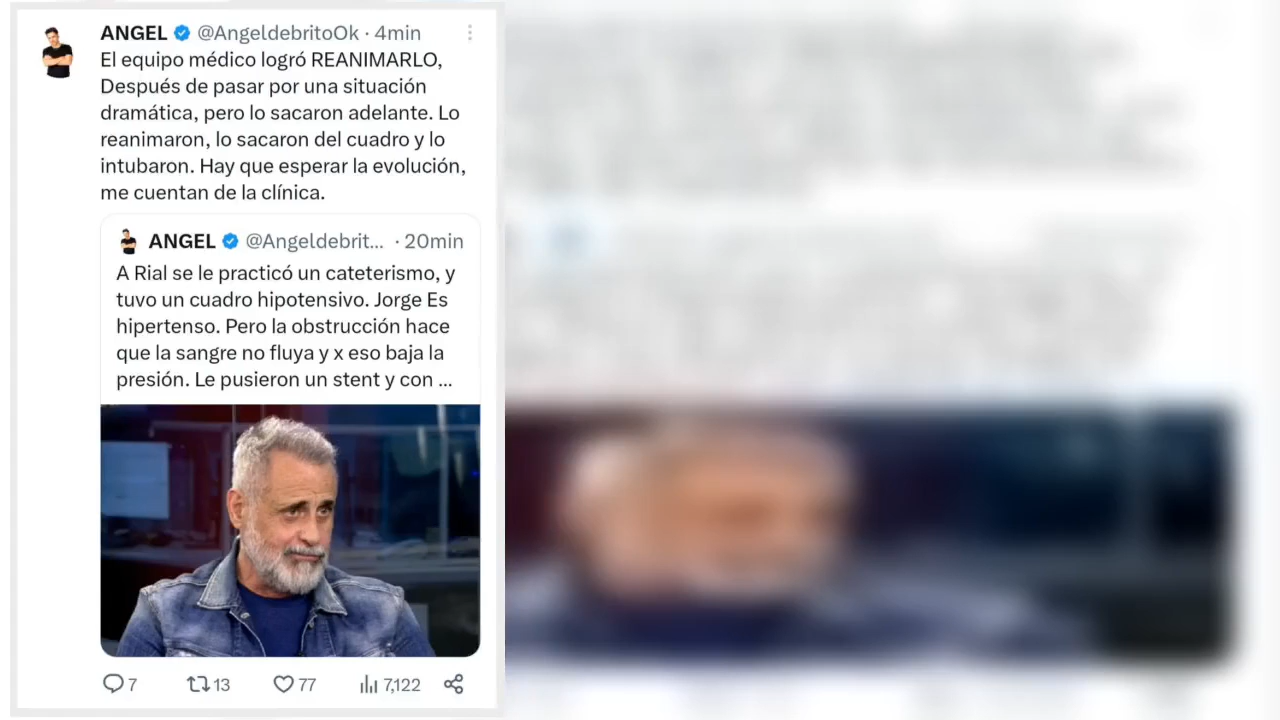 ANGEL @AngeldebritoOk · 4min
El equipo médico logró REANIMARLO,
Después de pasar por una situación
dramática, pero lo sacaron adelante. Lo
reanimaron, lo sacaron del cuadro y lo
intubaron. Hay que esperar la evolución,
me cuentan de la clínica.
ANGEL @Angeldebrit... · 20min
A Rial se le practicó un cateterismo, y
tuvo un cuadro hipotensivo. Jorge Es
hipertenso. Pero la obstrucción hace
que la sangre no fluya y x eso baja la
presión. Le pusieron un stent y con ...
7 13 77 7,122